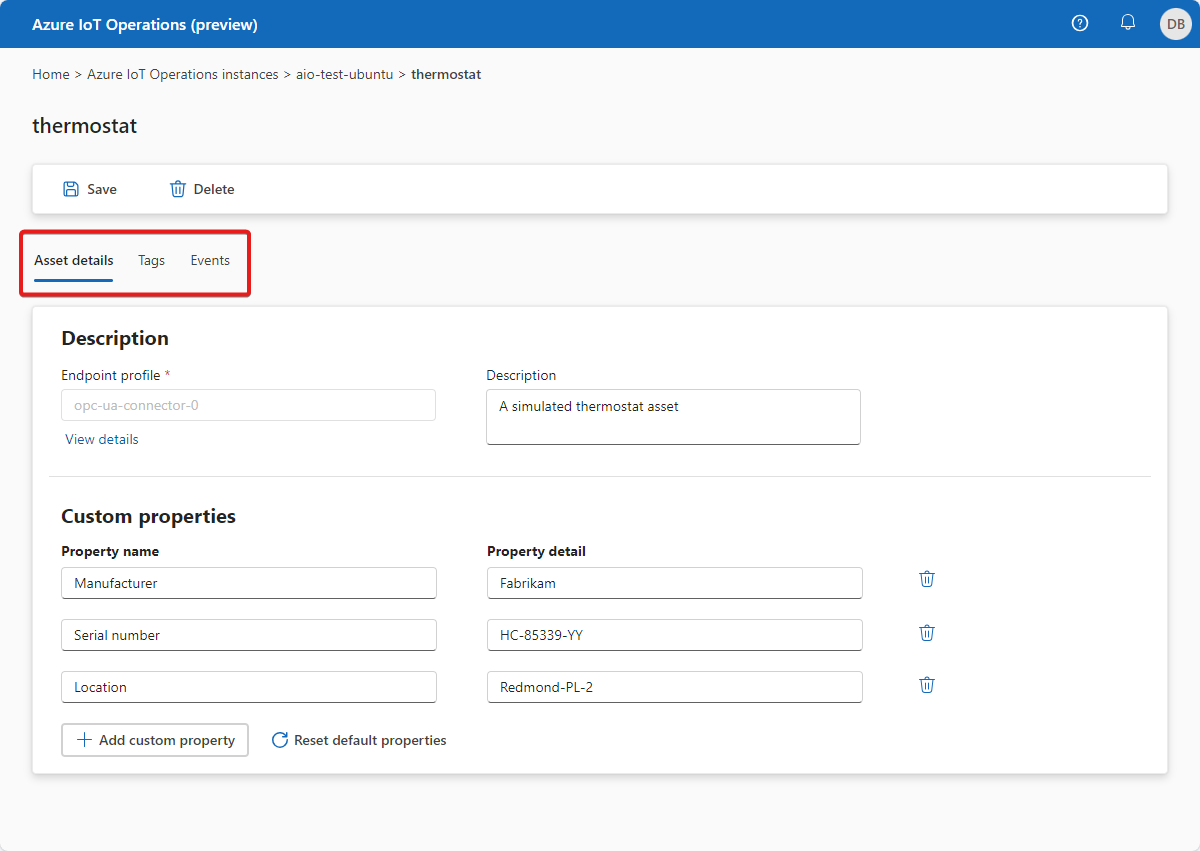 Azure IoT Operations (preview)
DB
Home > Azure IoT Operations instances > aio-test-ubuntu > thermostat
thermostat
Save Delete
Asset details Tags Events
Description
Endpoint profile * Description
opc-ua-connector-0 A simulated thermostat asset
View details
Custom properties
Property name Property detail
Manufacturer Fabrikam
Serial number HC-85339-YY
Location Redmond-PL-2
Add custom property Reset default properties